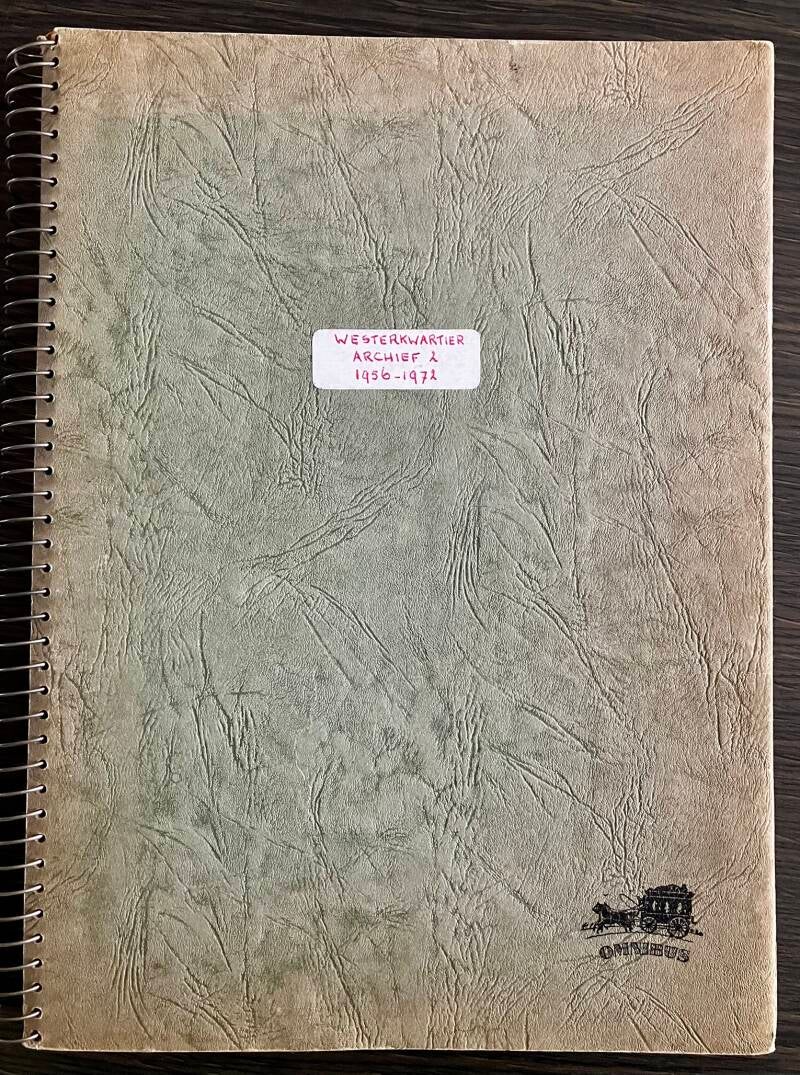 WESTERKWARTIER
ARCHIEF 2
1956-1972
OMNIBUS